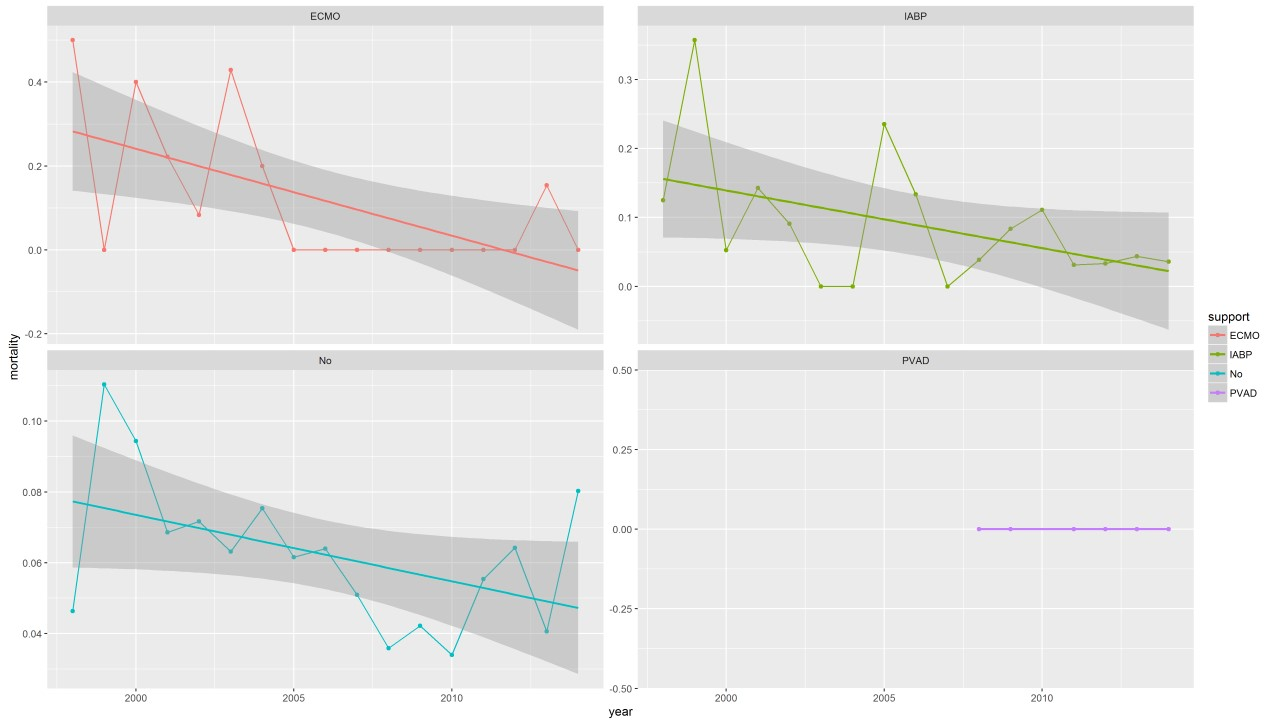 ECMO
IABP
0.4
0.2
0.0
-0.2
0.3
0.2
0.1
0.0
mortality
No
PVAD
0.10
0.08
0.06
0.04
0.50
0.25
0.00
-0.25
-0.50
2000 2005 2010
2000 2005 2010
year
support
ECMO
IABP
No
PVAD